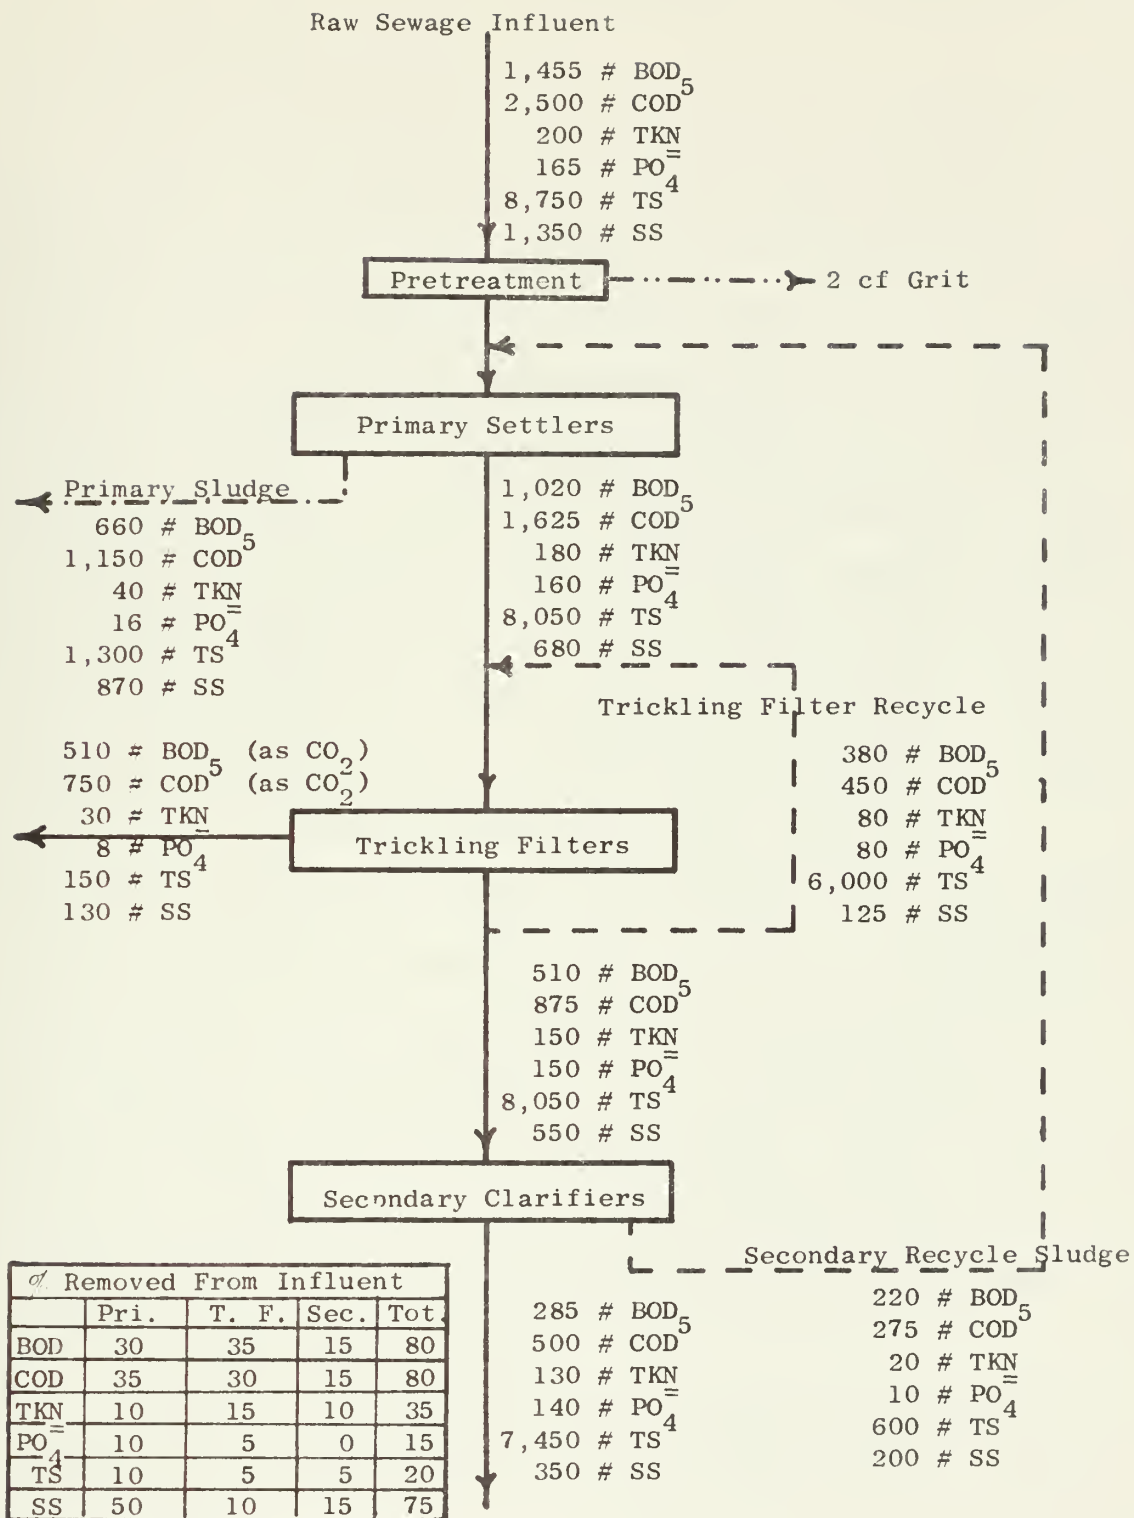 Raw Sewage Influent
1,455 # BOD5
2,500 # COD
200 # TKN
165 # PO4=
8,750 # TS
1,350 # SS
Pretreatment
2 cf Grit
Primary Settlers
Primary Sludge
660 # BOD5
1,150 # COD
40 # TKN
16 # PO4=
1,300 # TS
870 # SS
1,020 # BOD5
1,625 # COD
180 # TKN
160 # PO4=
8,050 # TS
680 # SS
Trickling Filter Recycle
380 # BOD5
450 # COD
80 # TKN
80 # PO4=
6,000 # TS
125 # SS
510 # BOD5 (as CO2)
750 # COD (as CO2)
30 # TKN
8 # PO4=
150 # TS
130 # SS
Trickling Filters
510 # BOD5
875 # COD
150 # TKN
150 # PO4=
8,050 # TS
550 # SS
Secondary Clarifiers
Secondary Recycle Sludge
220 # BOD5
275 # COD
20 # TKN
10 # PO4=
600 # TS
200 # SS
285 # BOD5
500 # COD
130 # TKN
140 # PO4=
7,450 # TS
350 # SS
% Removed From Influent
Pri. T. F. Sec. Tot.
BOD 30 35 15 80
COD 35 30 15 80
TKN 10 15 10 35
PO4= 10 5 0 15
TS 10 5 5 20
SS 50 10 15 75